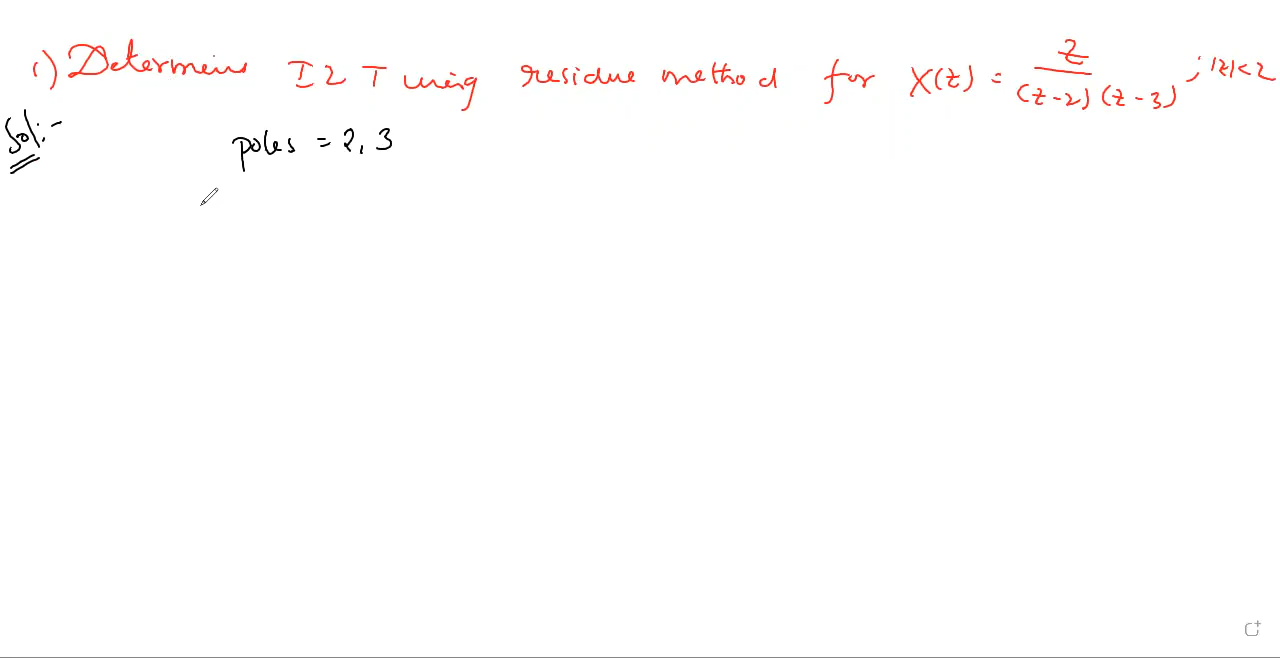 1) Determine IZT using residue method for X(z) = z / (z-2)(z-3) ; |z|<2
Sol:-
poles = 2, 3